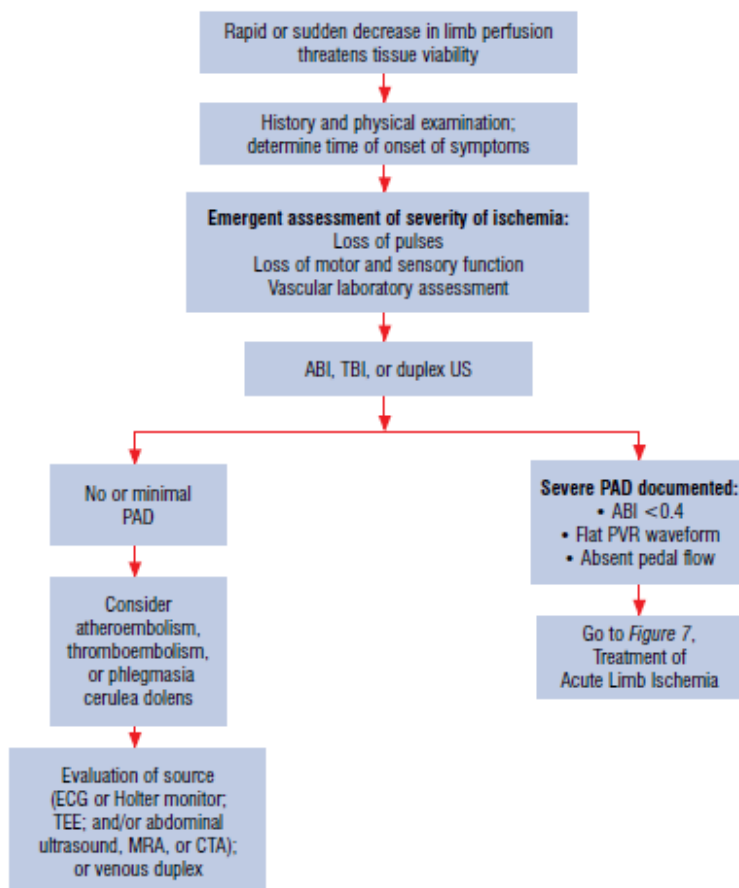 Rapid or sudden decrease in limb perfusion
threatens tissue viability
History and physical examination;
determine time of onset of symptoms
Emergent assessment of severity of ischemia:
Loss of pulses
Loss of motor and sensory function
Vascular laboratory assessment
ABI, TBI, or duplex US
No or minimal
PAD
Consider
atheroembolism,
thromboembolism,
or phlegmasia
cerulea dolens
Evaluation of source
(ECG or Holter monitor;
TEE; and/or abdominal
ultrasound, MRA, or CTA);
or venous duplex
Severe PAD documented:
• ABI <0.4
• Flat PVR waveform
• Absent pedal flow
Go to Figure 7,
Treatment of
Acute Limb Ischemia